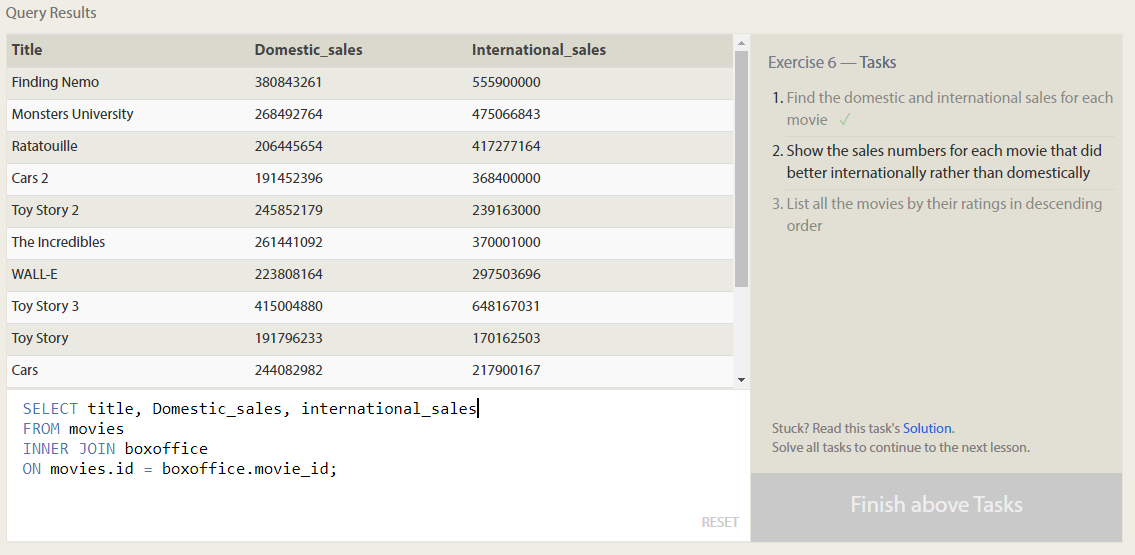 Query Results
Title Domestic_sales International_sales
Finding Nemo 380843261 555900000
Monsters University 268492764 475066843
Ratatouille 206445654 417277164
Cars 2 191452396 368400000
Toy Story 2 245852179 239163000
The Incredibles 261441092 370001000
WALL-E 223808164 297503696
Toy Story 3 415004880 648167031
Toy Story 191796233 170162503
Cars 244082982 217900167
SELECT title, Domestic_sales, international_sales
FROM movies
INNER JOIN boxoffice
ON movies.id = boxoffice.movie_id;
RESET
Exercise 6 — Tasks
1. Find the domestic and international sales for each
movie ✓
2. Show the sales numbers for each movie that did
better internationally rather than domestically
3. List all the movies by their ratings in descending
order
Stuck? Read this task's Solution.
Solve all tasks to continue to the next lesson.
Finish above Tasks